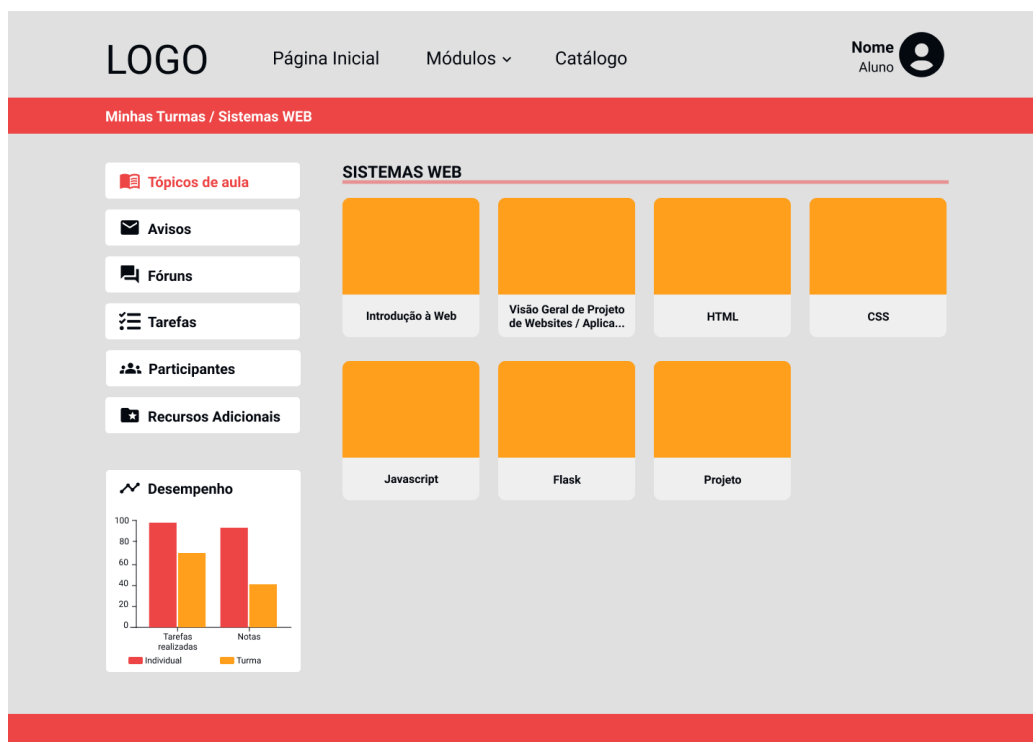 LOGO
Página Inicial
Módulos
Catálogo
Nome
Aluno
Minhas Turmas / Sistemas WEB
Tópicos de aula
Avisos
Fóruns
Tarefas
Participantes
Recursos Adicionais
Desempenho
100
80
60
40
20
0
Tarefas
realizadas
Notas
Individual
Turma
SISTEMAS WEB
Introdução à Web
Visão Geral de Projeto
de Websites / Aplica...
HTML
CSS
Javascript
Flask
Projeto